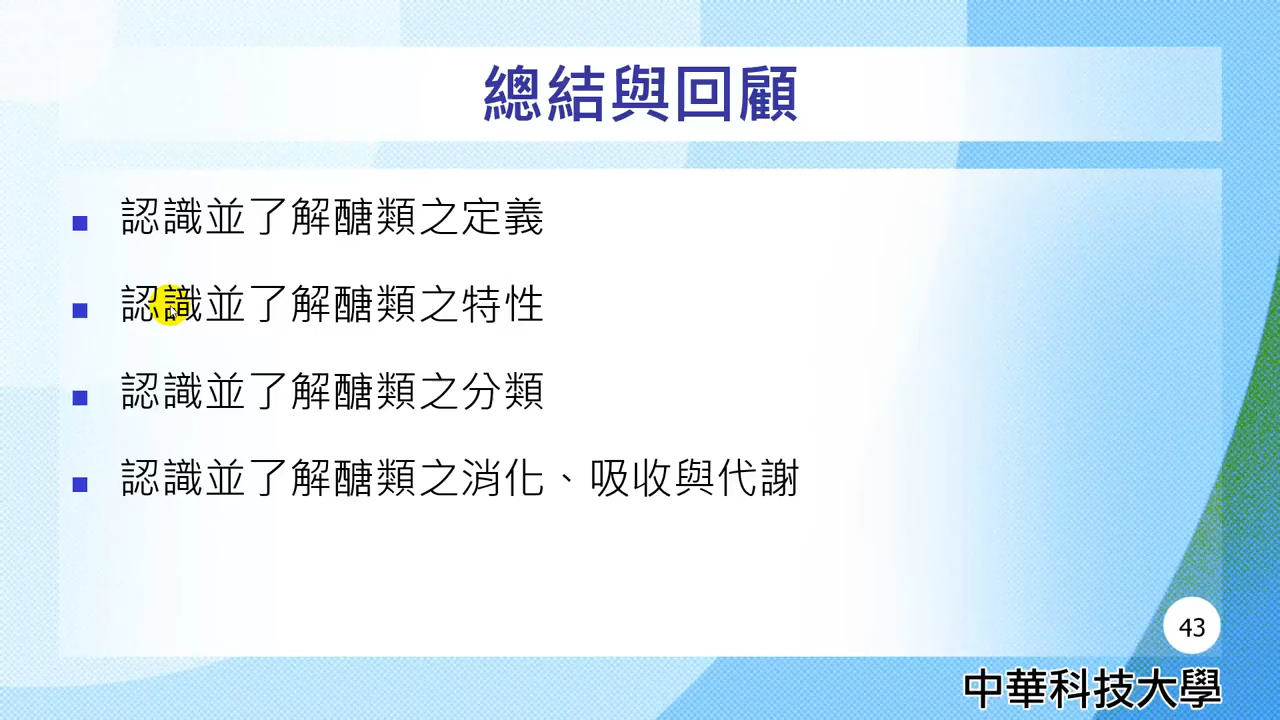 總結與回顧
認識並了解醣類之定義
認識並了解醣類之特性
認識並了解醣類之分類
認識並了解醣類之消化、吸收與代謝
43
中華科技大學